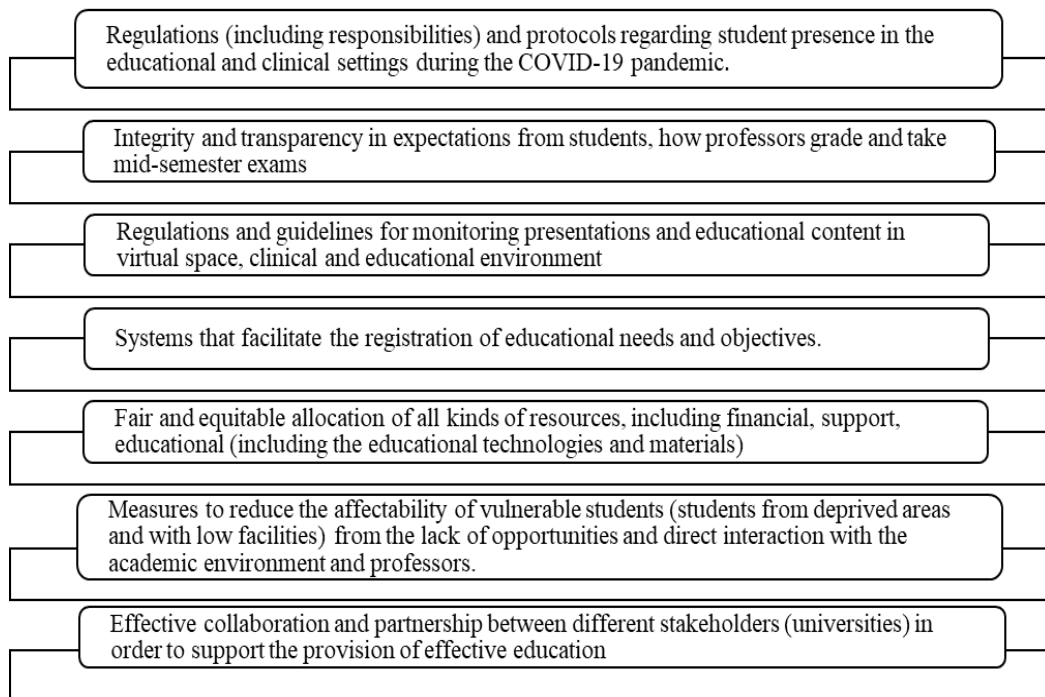 Regulations (including responsibilities) and protocols regarding student presence in the
educational and clinical settings during the COVID-19 pandemic.
Integrity and transparency in expectations from students, how professors grade and take
mid-semester exams
Regulations and guidelines for monitoring presentations and educational content in
virtual space, clinical and educational environment
Systems that facilitate the registration of educational needs and objectives.
Fair and equitable allocation of all kinds of resources, including financial, support,
educational (including the educational technologies and materials)
Measures to reduce the affectability of vulnerable students (students from deprived areas
and with low facilities) from the lack of opportunities and direct interaction with the
academic environment and professors.
Effective collaboration and partnership between different stakeholders (universities) in
order to support the provision of effective education